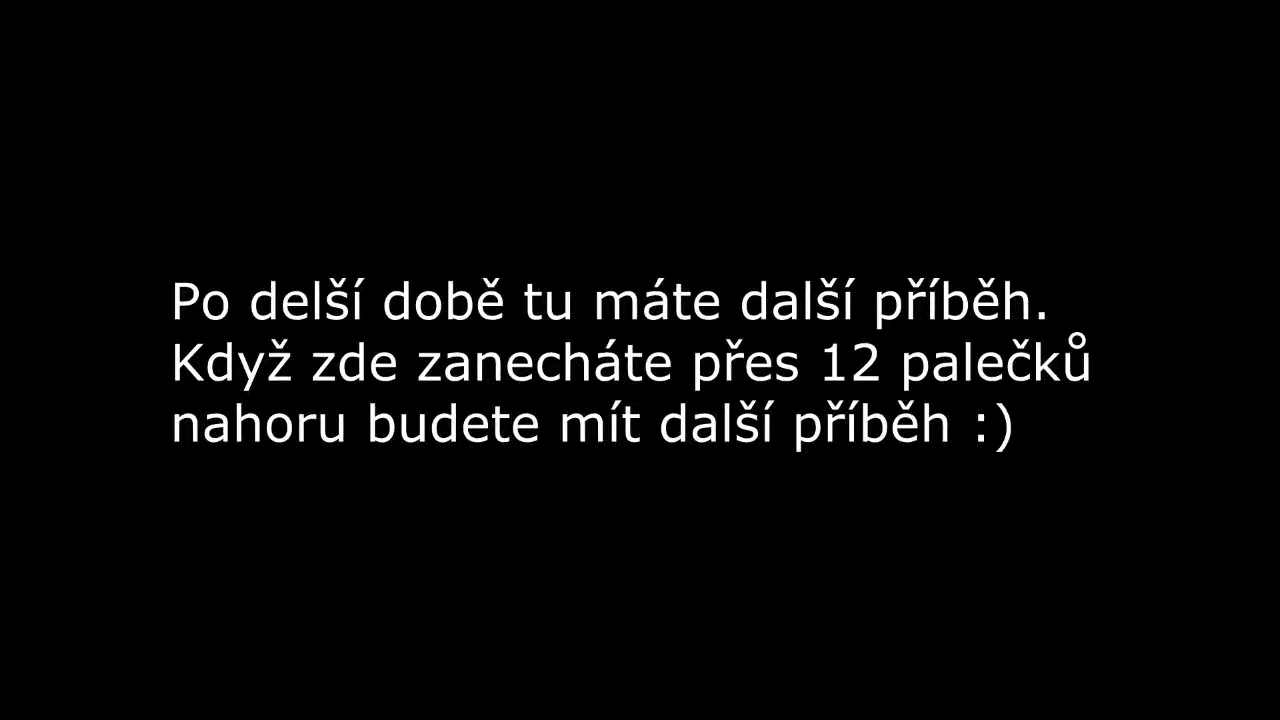 Po delší době tu máte další příběh.
Když zde zanecháte přes 12 palečků
nahoru budete mít další příběh :)